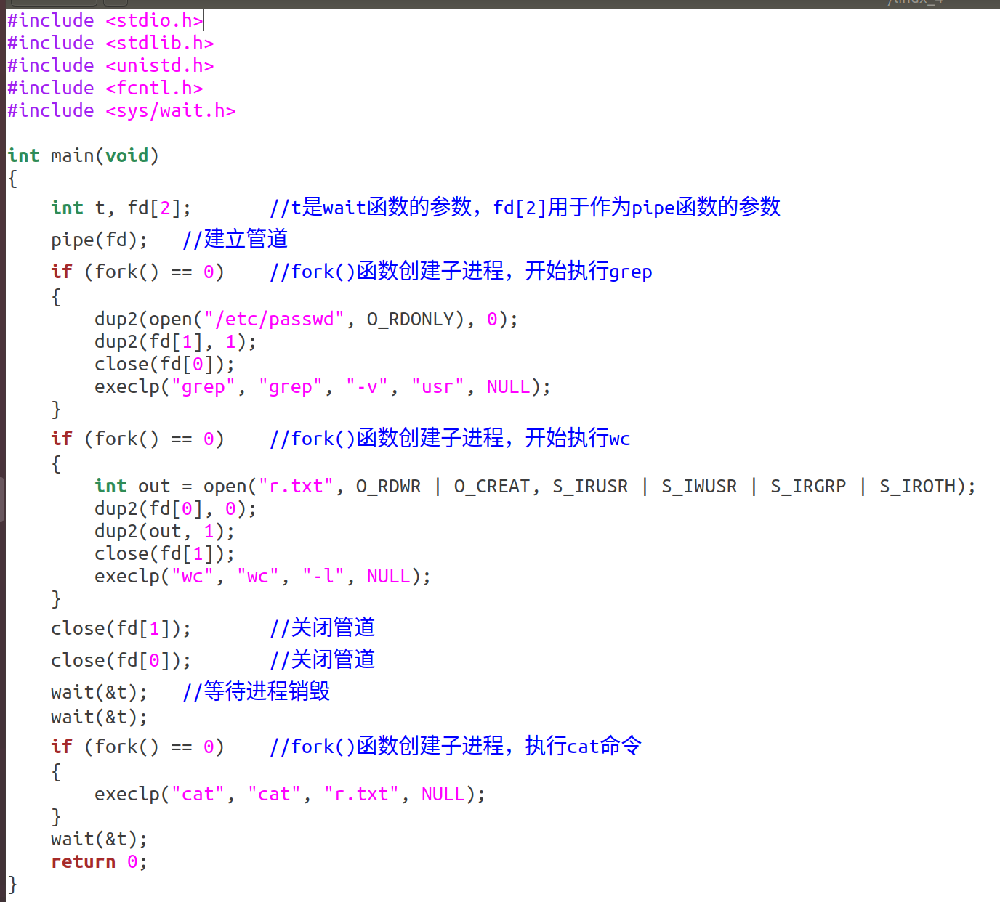 #include <stdio.h>
#include <stdlib.h>
#include <unistd.h>
#include <fcntl.h>
#include <sys/wait.h>
int main(void)
{
    int t, fd[2];       //t是wait函数的参数，fd[2]用于作为pipe函数的参数
    pipe(fd);   //建立管道
    if (fork() == 0)    //fork()函数创建子进程，开始执行grep
    {
        dup2(open("/etc/passwd", O_RDONLY), 0);
        dup2(fd[1], 1);
        close(fd[0]);
        execlp("grep", "grep", "-v", "usr", NULL);
    }
    if (fork() == 0)    //fork()函数创建子进程，开始执行wc
    {
        int out = open("r.txt", O_RDWR | O_CREAT, S_IRUSR | S_IWUSR | S_IRGRP | S_IROTH);
        dup2(fd[0], 0);
        dup2(out, 1);
        close(fd[1]);
        execlp("wc", "wc", "-l", NULL);
    }
    close(fd[1]);       //关闭管道
    close(fd[0]);       //关闭管道
    wait(&t);   //等待进程销毁
    wait(&t);
    if (fork() == 0)    //fork()函数创建子进程，执行cat命令
    {
        execlp("cat", "cat", "r.txt", NULL);
    }
    wait(&t);
    return 0;
}